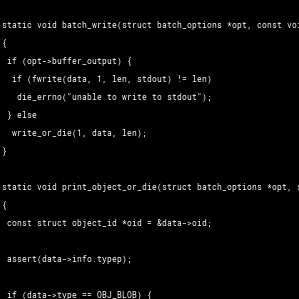 static void batch_write(struct batch_options *opt, const
{
if (opt->buffer_output) {
if (fwrite(data, 1, len, stdout) != len)
die_errno("unable to write to stdout");
} else
write_or_die(1, data, len);
}
static void print_object_or_die(struct batch_options *opt,
{
const struct object_id *oid = &data->oid;
assert(data->info.typep);
if (data->type == OBJ_BLOB) {